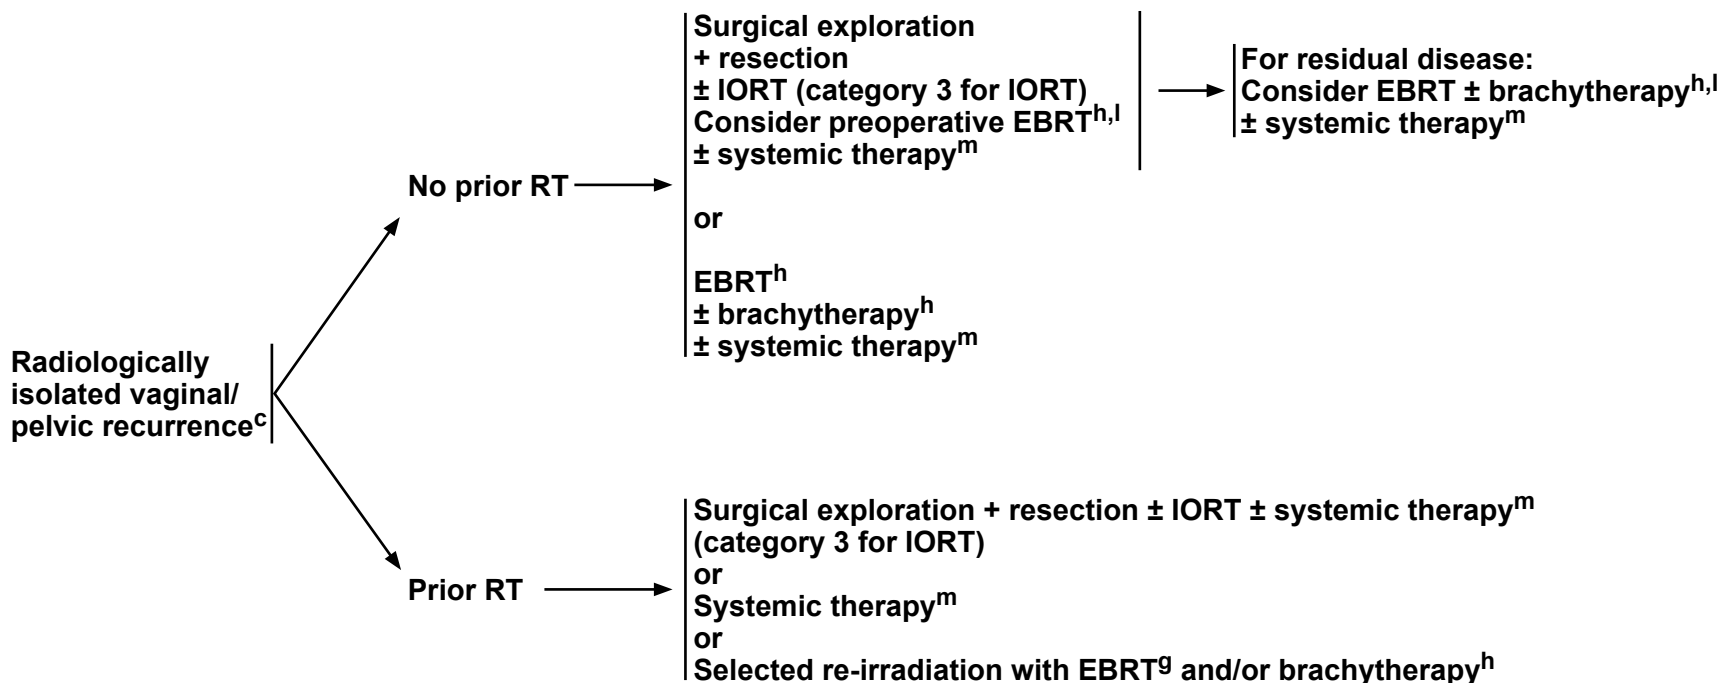 Radiologically
isolated vaginal/
pelvic recurrenceᶜ
No prior RT
Surgical exploration
+ resection
± IORT (category 3 for IORT)
Consider preoperative EBRTʰ,ˡ
± systemic therapyᵐ
or
EBRTʰ
± brachytherapyʰ
± systemic therapyᵐ
For residual disease:
Consider EBRT ± brachytherapyʰ,ˡ
± systemic therapyᵐ
Prior RT
Surgical exploration + resection ± IORT ± systemic therapyᵐ
(category 3 for IORT)
or
Systemic therapyᵐ
or
Selected re-irradiation with EBRTᵍ and/or brachytherapyʰ